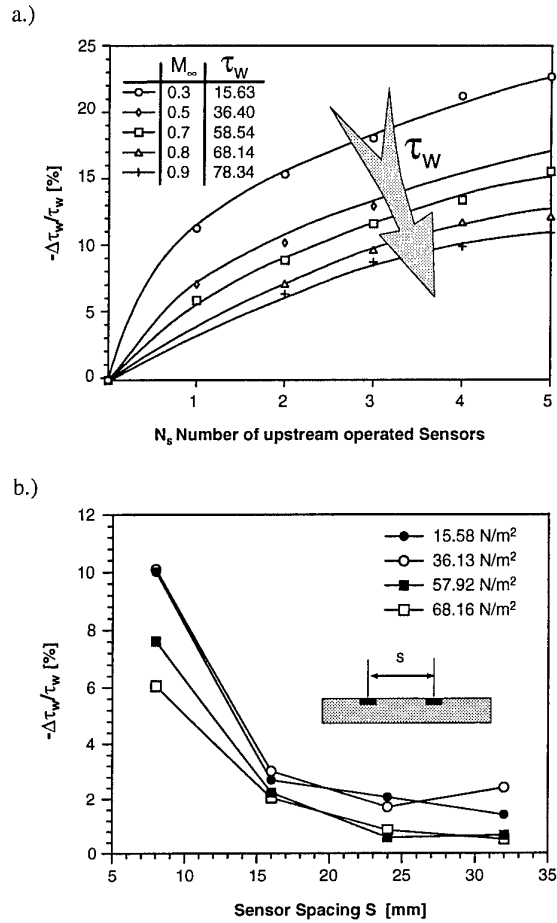 a.)
M∞ τw
0.3 15.63
0.5 36.40
0.7 58.54
0.8 68.14
0.9 78.34
τw
-Δτw/τw [%]
25
20
15
10
5
0
1 2 3 4 5
Ns Number of upstream operated Sensors
b.)
15.58 N/m²
36.13 N/m²
57.92 N/m²
68.16 N/m²
s
-Δτw/τw [%]
12
10
8
6
4
2
0
5 10 15 20 25 30 35
Sensor Spacing S [mm]